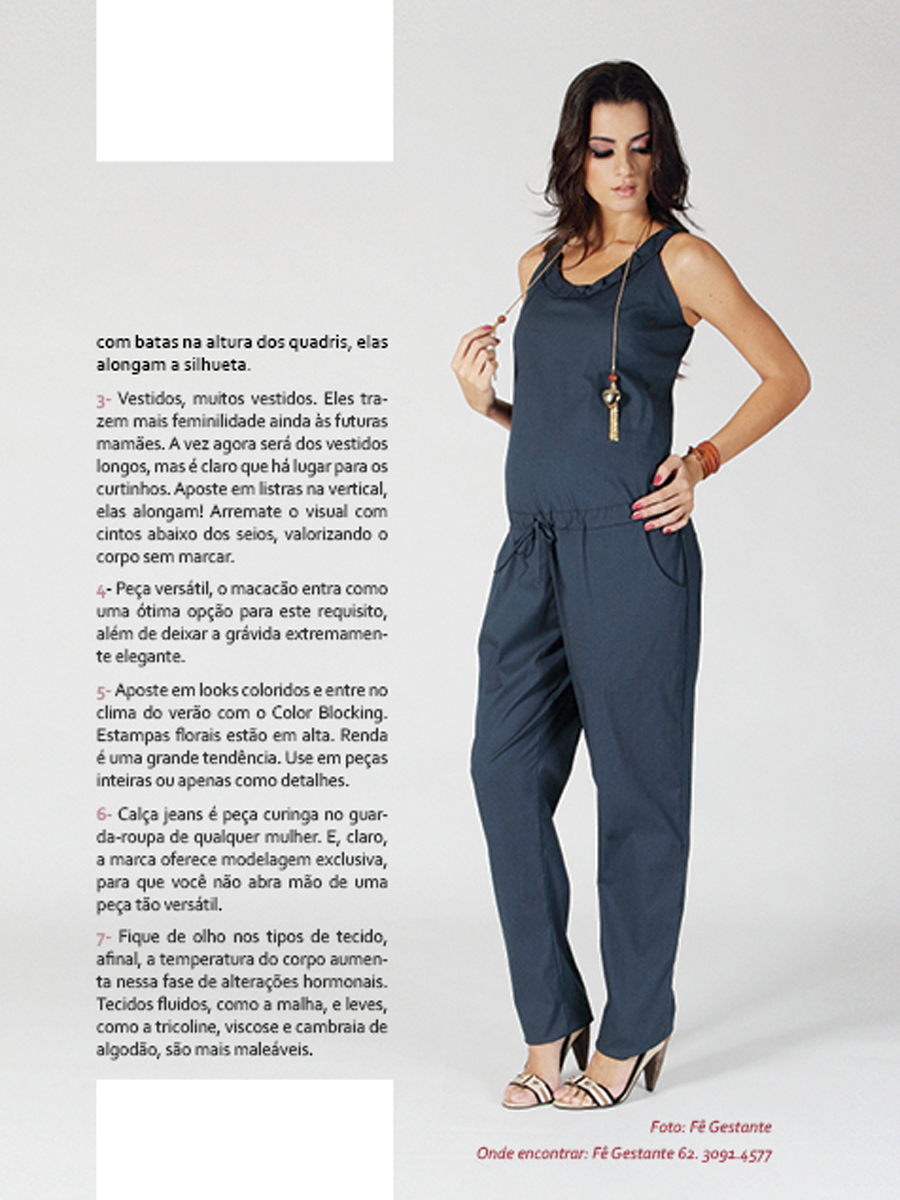 com batas na altura dos quadris, elas
alongam a silhueta.
3- Vestidos, muitos vestidos. Eles tra-
zem mais feminilidade ainda às futuras
mamães. A vez agora será dos vestidos
longos, mas é claro que há lugar para os
curtinhos. Aposte em listras na vertical,
elas alongam! Arremate o visual com
cintos abaixo dos seios, valorizando o
corpo sem marcar.
4- Peça versátil, o macacão entra como
uma ótima opção para este requisito,
além de deixar a grávida extremamen-
te elegante.
5- Aposte em looks coloridos e entre no
clima do verão com o Color Blocking.
Estampas florais estão em alta. Renda
é uma grande tendência. Use em peças
inteiras ou apenas como detalhes.
6- Calça jeans é peça curinga no guar-
da-roupa de qualquer mulher. E, claro,
a marca oferece modelagem exclusiva,
para que você não abra mão de uma
peça tão versátil.
7- Fique de olho nos tipos de tecido,
afinal, a temperatura do corpo aumen-
ta nessa fase de alterações hormonais.
Tecidos fluidos, como a malha, e leves,
como a tricoline, viscose e cambraia de
algodão, são mais maleáveis.
Foto: Fê Gestante
Onde encontrar: Fê Gestante 62. 3091.4577